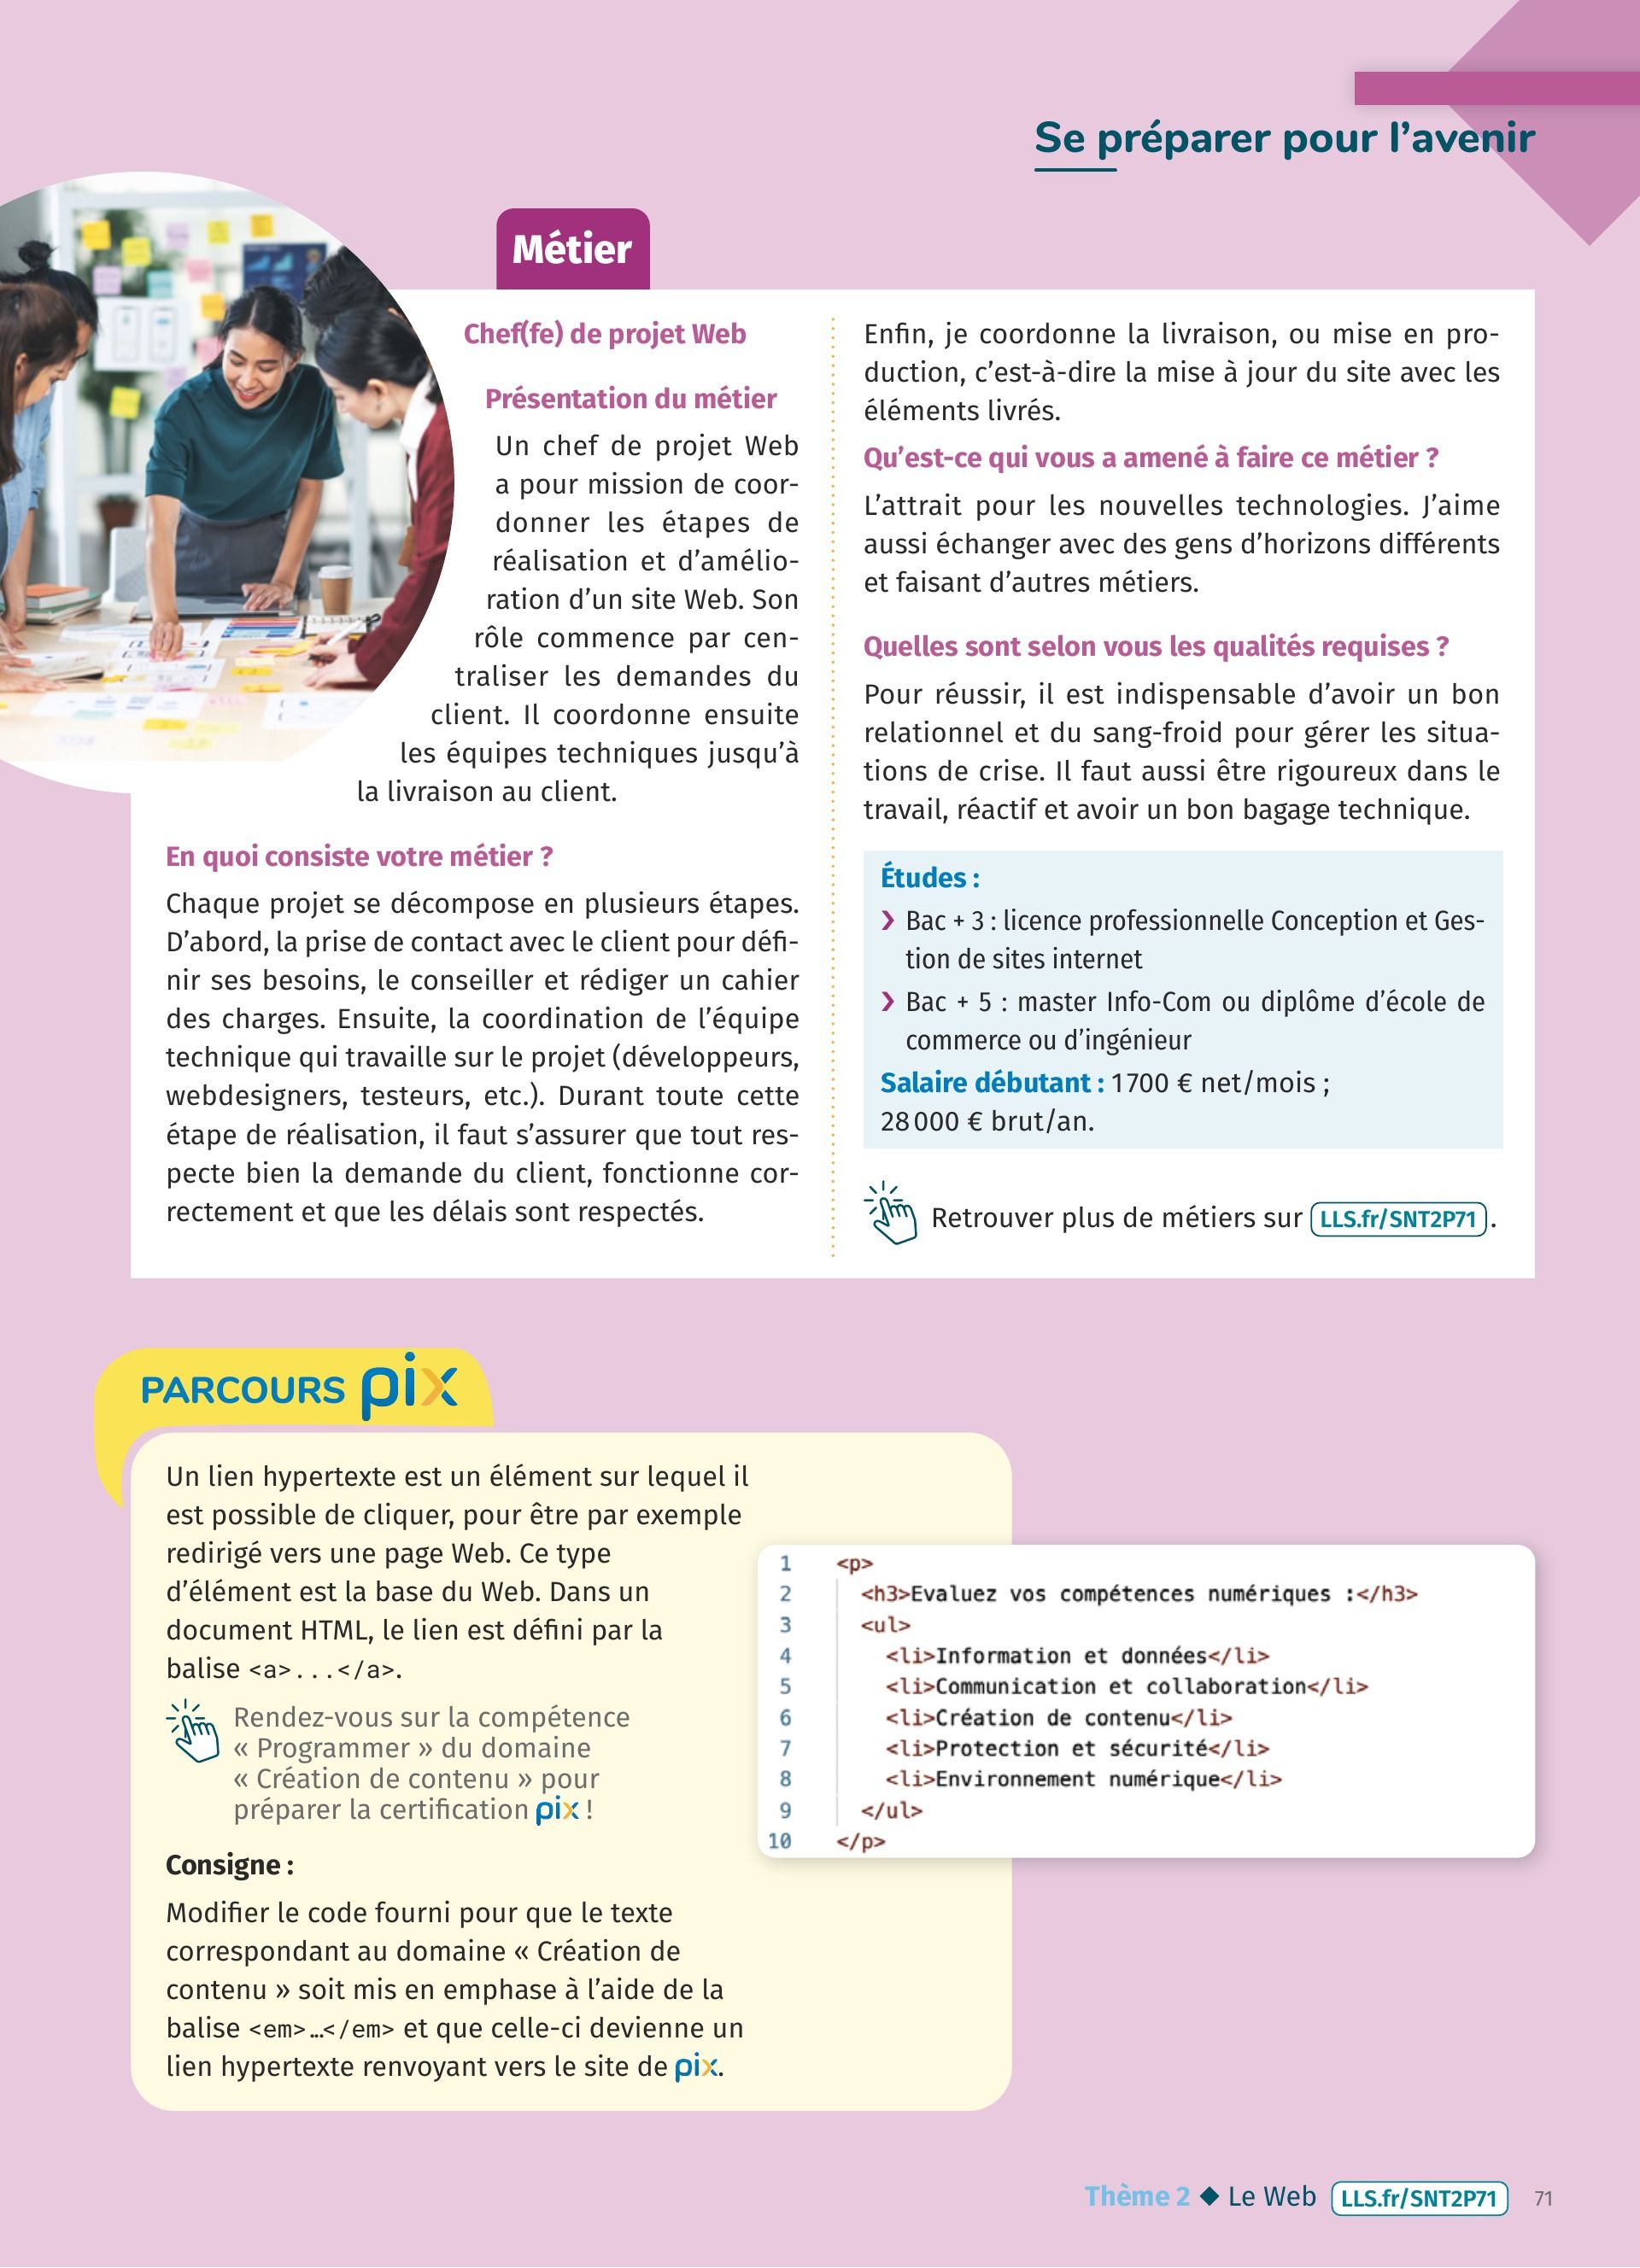 Se préparer pour l’avenir
Métier
Chef(fe) de projet Web
Présentation du métier
Un chef de projet Web
a pour mission de coor-
donner les étapes de
réalisation et d’amélio-
ration d’un site Web. Son
rôle commence par cen-
traliser les demandes du
client. Il coordonne ensuite
les équipes techniques jusqu’à
la livraison au client.
En quoi consiste votre métier ?
Chaque projet se décompose en plusieurs étapes.
D’abord, la prise de contact avec le client pour défi-
nir ses besoins, le conseiller et rédiger un cahier
des charges. Ensuite, la coordination de l’équipe
technique qui travaille sur le projet (développeurs,
webdesigners, testeurs, etc.). Durant toute cette
étape de réalisation, il faut s’assurer que tout res-
pecte bien la demande du client, fonctionne cor-
rectement et que les délais sont respectés.
Enfin, je coordonne la livraison, ou mise en pro-
duction, c’est-à-dire la mise à jour du site avec les
éléments livrés.
Qu’est-ce qui vous a amené à faire ce métier ?
L’attrait pour les nouvelles technologies. J’aime
aussi échanger avec des gens d’horizons différents
et faisant d’autres métiers.
Quelles sont selon vous les qualités requises ?
Pour réussir, il est indispensable d’avoir un bon
relationnel et du sang-froid pour gérer les situa-
tions de crise. Il faut aussi être rigoureux dans le
travail, réactif et avoir un bon bagage technique.
Études :
❯ Bac + 3 : licence professionnelle Conception et Ges-
tion de sites internet
❯ Bac + 5 : master Info-Com ou diplôme d’école de
commerce ou d’ingénieur
Salaire débutant : 1 700 € net/mois ;
28 000 € brut/an.
Retrouver plus de métiers sur LLS.fr/SNT2P71.
PARCOURS pix
Un lien hypertexte est un élément sur lequel il
est possible de cliquer, pour être par exemple
redirigé vers une page Web. Ce type
d’élément est la base du Web. Dans un
document HTML, le lien est défini par la
balise <a>...</a>.
Rendez-vous sur la compétence
« Programmer » du domaine
« Création de contenu » pour
préparer la certification pix !
Consigne :
Modifier le code fourni pour que le texte
correspondant au domaine « Création de
contenu » soit mis en emphase à l’aide de la
balise <em>…</em> et que celle-ci devienne un
lien hypertexte renvoyant vers le site de pix.
1 <p>
2 <h3>Evaluez vos compétences numériques :</h3>
3 <ul>
4 <li>Information et données</li>
5 <li>Communication et collaboration</li>
6 <li>Création de contenu</li>
7 <li>Protection et sécurité</li>
8 <li>Environnement numérique</li>
9 </ul>
10 </p>
Thème 2 ◆ Le Web LLS.fr/SNT2P71 71